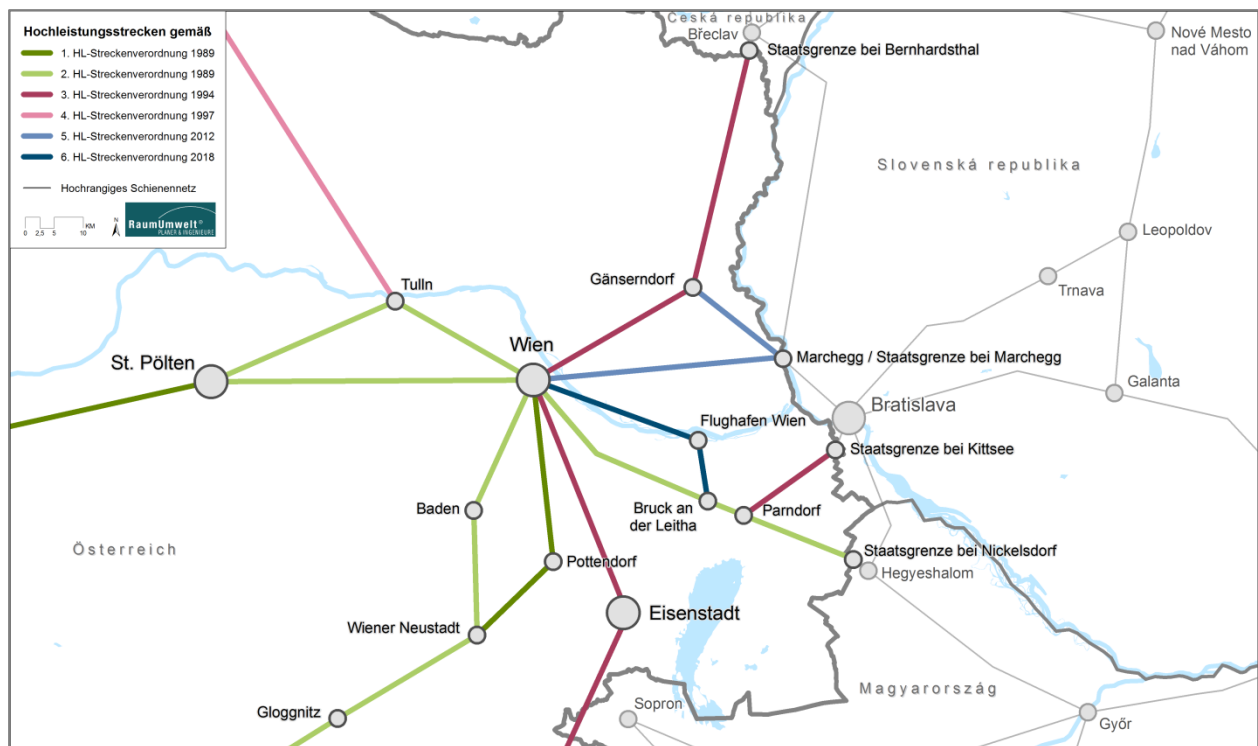 Hochleistungsstrecken gemäß
1. HL-Streckenverordnung 1989
2. HL-Streckenverordnung 1989
3. HL-Streckenverordnung 1994
4. HL-Streckenverordnung 1997
5. HL-Streckenverordnung 2012
6. HL-Streckenverordnung 2018
Hochrangiges Schienennetz
0 2,5 5 10 KM
N
RaumUmwelt®
PLANER & INGENIEURE
Česká republika
Břeclav
Staatsgrenze bei Bernhardsthal
Nové Mesto
nad Váhom
Slovenská republika
Leopoldov
Trnava
Gänserndorf
Tulln
Wien
St. Pölten
Marchegg / Staatsgrenze bei Marchegg
Galanta
Bratislava
Flughafen Wien
Staatsgrenze bei Kittsee
Baden
Bruck an
der Leitha
Parndorf
Österreich
Pottendorf
Staatsgrenze bei Nickelsdorf
Hegyeshalom
Eisenstadt
Wiener Neustadt
Magyarország
Gloggnitz
Sopron
Győr